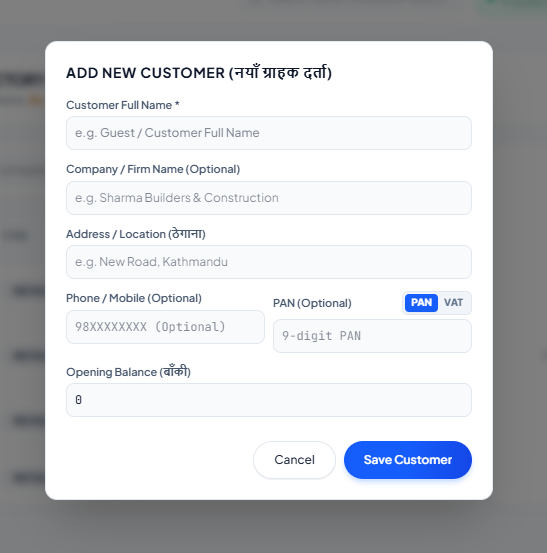 ADD NEW CUSTOMER (नयाँ ग्राहक दर्ता)
Customer Full Name *
e.g. Guest / Customer Full Name
Company / Firm Name (Optional)
e.g. Sharma Builders & Construction
Address / Location (ठेगाना)
e.g. New Road, Kathmandu
Phone / Mobile (Optional)
98XXXXXXXX (Optional)
PAN (Optional)
PAN VAT
9-digit PAN
Opening Balance (बाँकी)
0
Cancel Save Customer